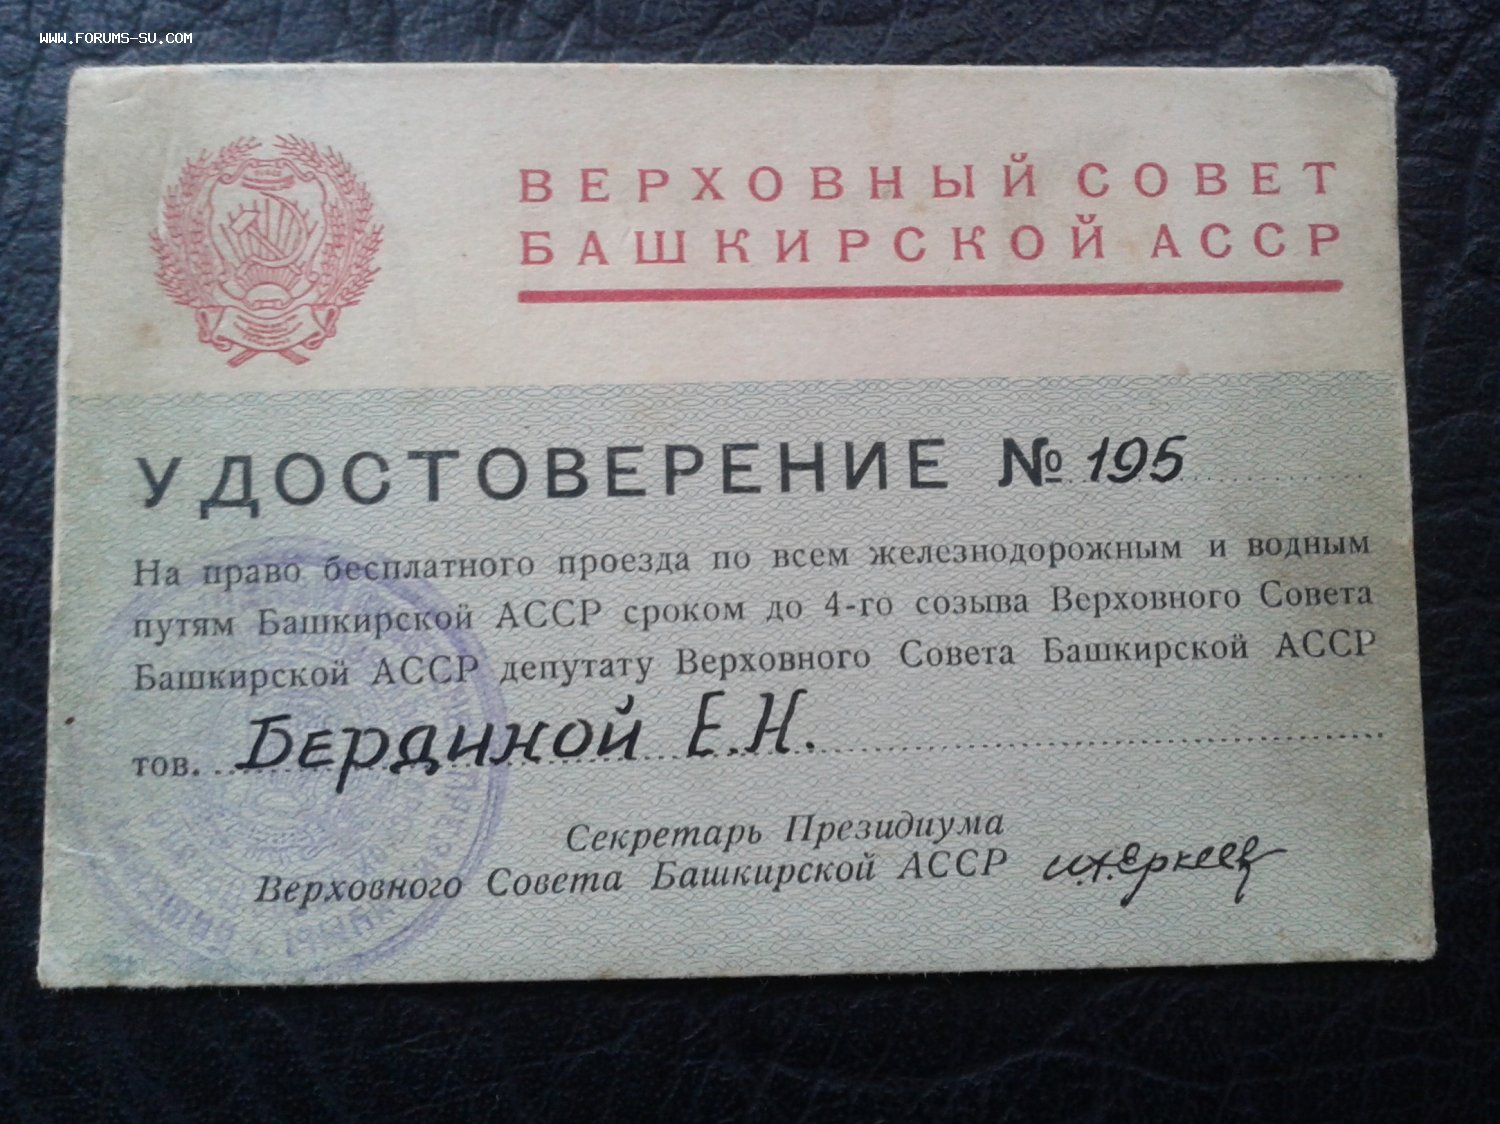 WWW.FORUMS-SU.COM
ВЕРХОВНЫЙ СОВЕТ
БАШКИРСКОЙ АССР
УДОСТОВЕРЕНИЕ № 195
На право бесплатного проезда по всем железнодорожным и водным
путям Башкирской АССР сроком до 4-го созыва Верховного Совета
Башкирской АССР депутату Верховного Совета Башкирской АССР
тов. Бердиной Е.Н.
Секретарь Президиума
Верховного Совета Башкирской АССР